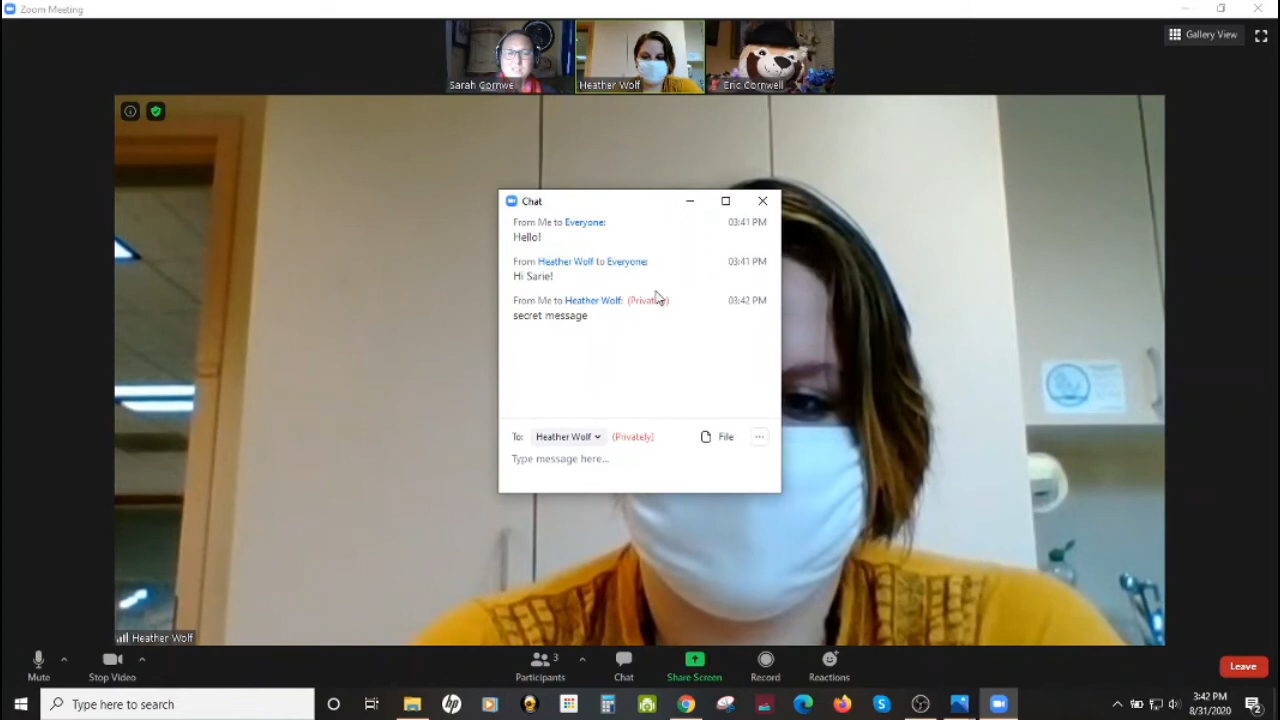 Zoom Meeting
Gallery View
Sarah Cornwell
Heather Wolf
Eric Cornwell
Chat
From Me to Everyone: 03:41 PM
Hello!
From Heather Wolf to Everyone: 03:41 PM
Hi Sarie!
From Me to Heather Wolf: (Privately) 03:42 PM
secret message
To: Heather Wolf (Privately) File
Type message here...
Heather Wolf
3
Mute
Stop Video
Participants
Chat
Share Screen
Record
Reactions
Leave
Type here to search
3:42 PM
8/31/2020
2